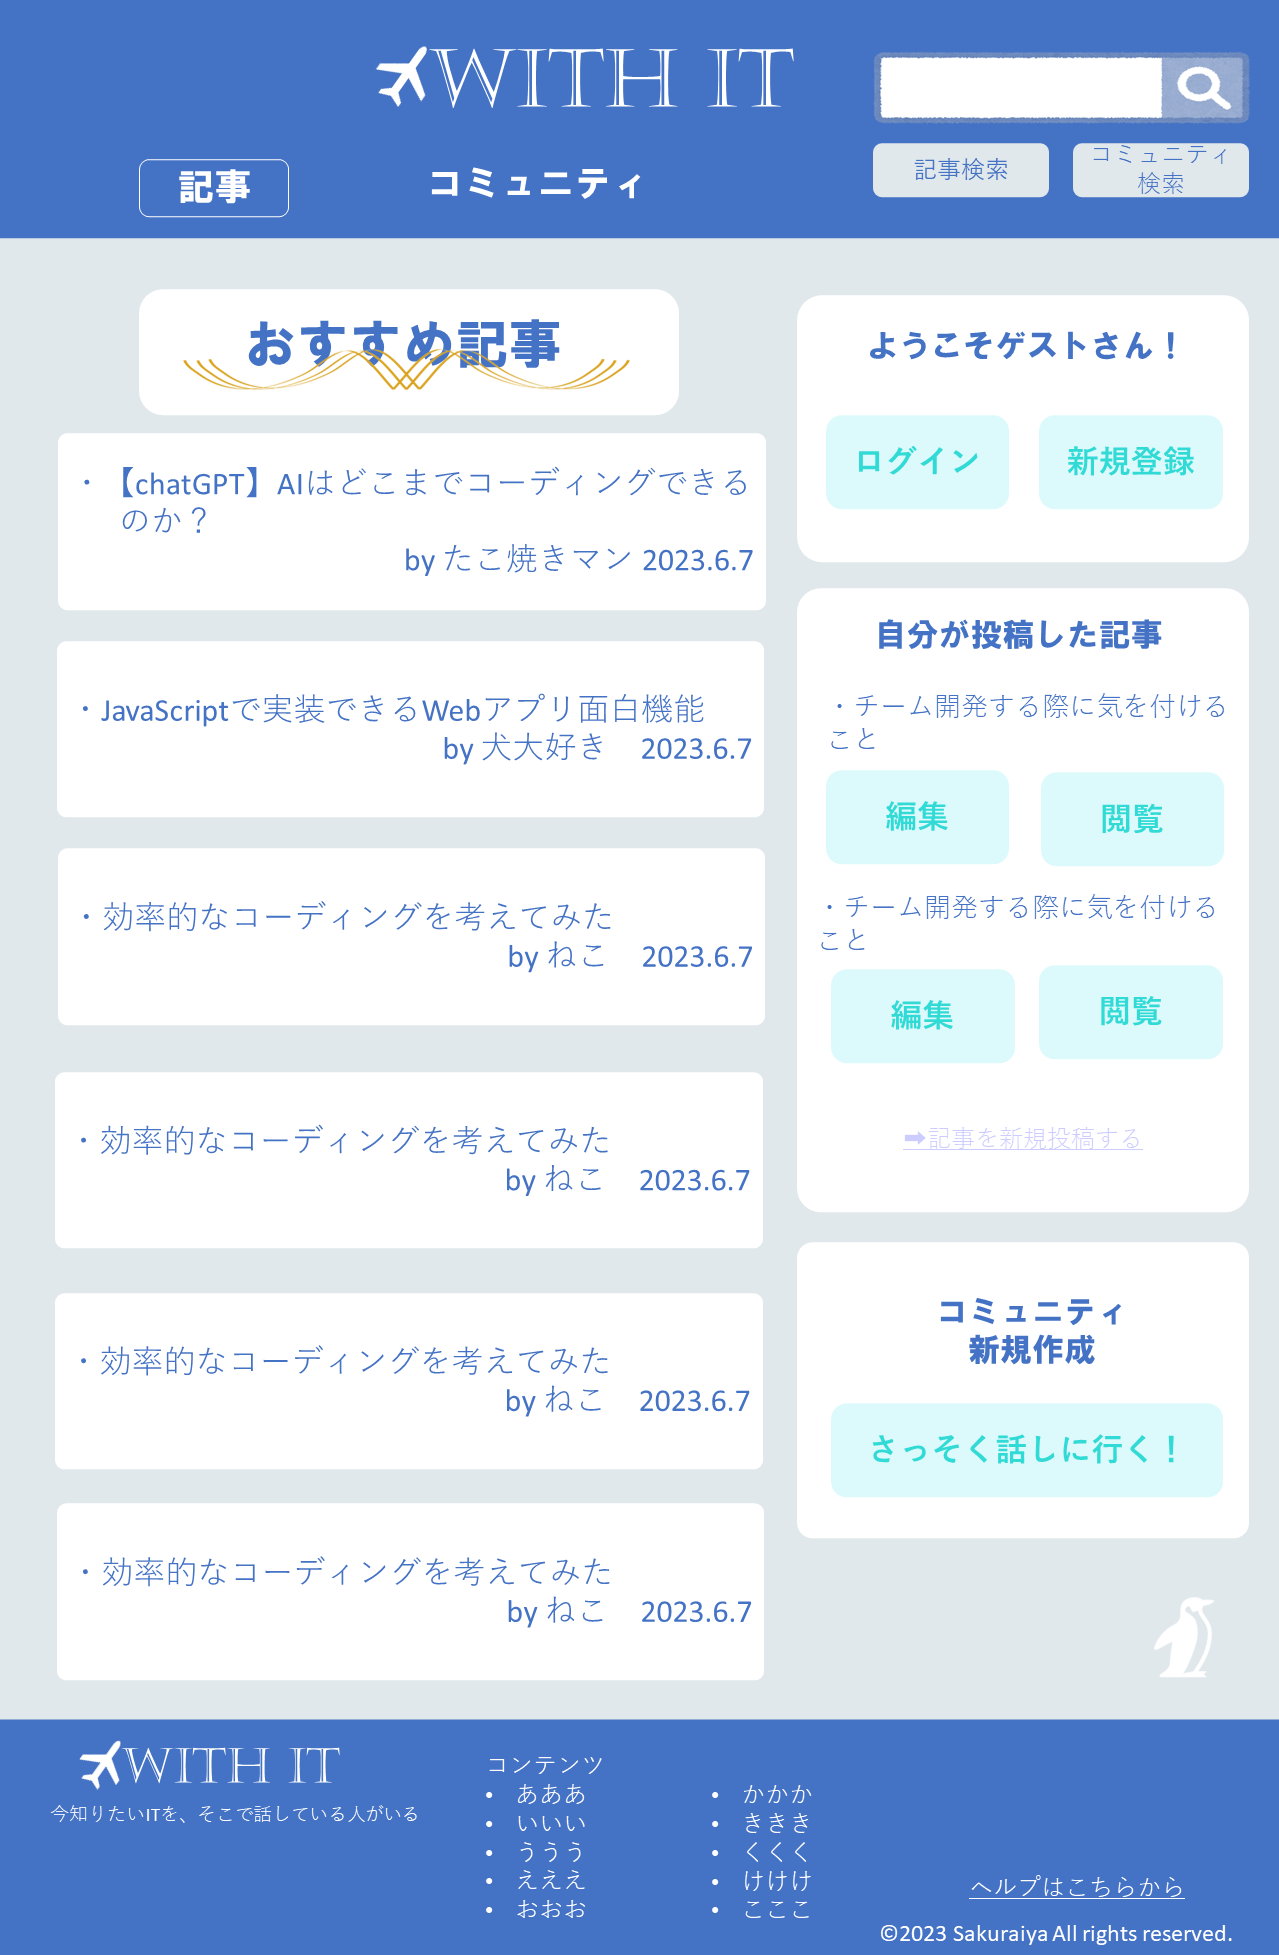 WITH IT
記事
コミュニティ
記事検索
コミュニティ
検索
おすすめ記事
・【chatGPT】AIはどこまでコーディングできる
のか？
by たこ焼きマン 2023.6.7
・JavaScriptで実装できるWebアプリ面白機能
by 犬大好き　2023.6.7
・効率的なコーディングを考えてみた
by ねこ　2023.6.7
・効率的なコーディングを考えてみた
by ねこ　2023.6.7
・効率的なコーディングを考えてみた
by ねこ　2023.6.7
・効率的なコーディングを考えてみた
by ねこ　2023.6.7
ようこそゲストさん！
ログイン
新規登録
自分が投稿した記事
・チーム開発する際に気を付ける
こと
編集
閲覧
・チーム開発する際に気を付ける
こと
編集
閲覧
➡記事を新規投稿する
コミュニティ
新規作成
さっそく話しに行く！
WITH IT
今知りたいITを、そこで話している人がいる
コンテンツ
• あああ
• いいい
• ううう
• えええ
• おおお
• かかか
• ききき
• くくく
• けけけ
• こここ
ヘルプはこちらから
©2023 Sakuraiya All rights reserved.